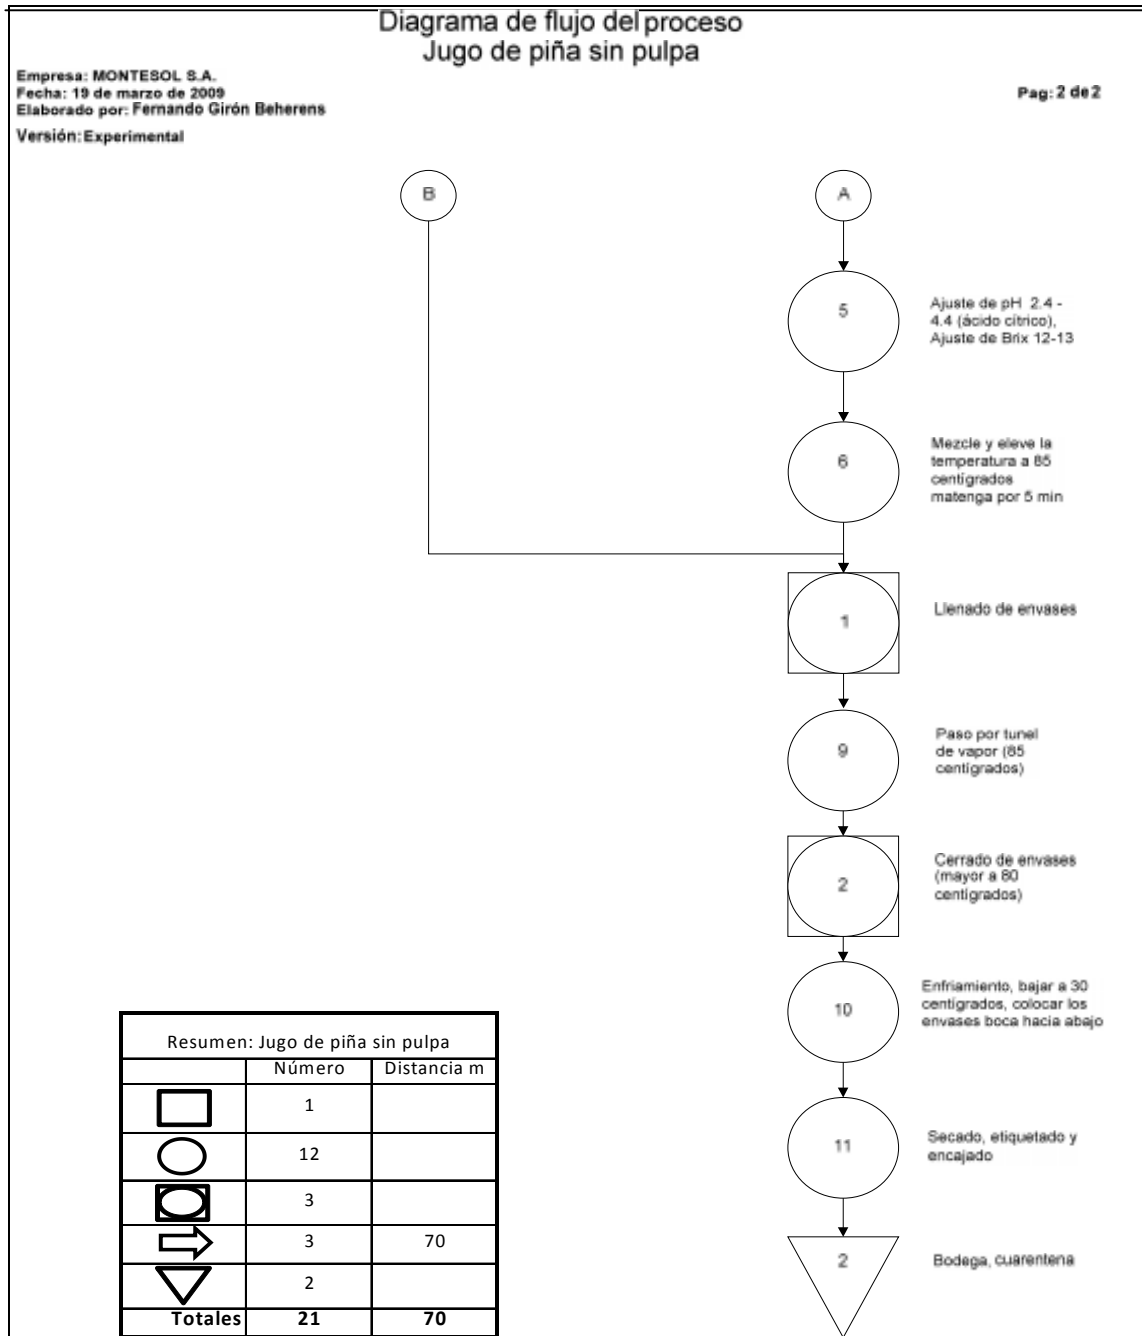 Diagrama de flujo del proceso
Jugo de piña sin pulpa
Empresa: MONTESOL S.A.
Fecha: 19 de marzo de 2009
Elaborado por: Fernando Girón Beherens
Versión: Experimental
Pag: 2 de 2
B
A
5
Ajuste de pH 2.4 -
4.4 (ácido cítrico),
Ajuste de Brix 12-13
6
Mezcle y eleve la
temperatura a 85
centígrados
matenga por 5 min
1
Llenado de envases
9
Paso por tunel
de vapor (85
centígrados)
2
Cerrado de envases
(mayor a 80
centígrados)
10
Enfriamiento, bajar a 30
centígrados, colocar los
envases boca hacia abajo
11
Secado, etiquetado y
encajado
2
Bodega, cuarentena
Resumen: Jugo de piña sin pulpa
Número Distancia m
1
12
3
3 70
2
Totales 21 70